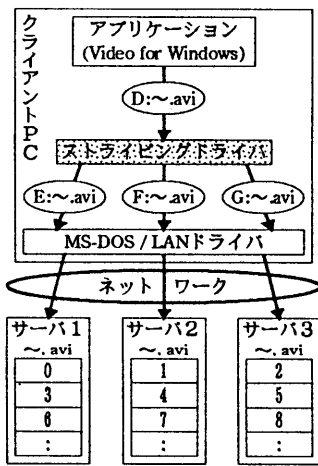 クライアントPC
アプリケーション
(Video for Windows)
D:～.avi
ストライピングドライバ
E:～.avi
F:～.avi
G:～.avi
MS-DOS / LANドライバ
ネットワーク
サーバ1
～.avi
0
3
6
:
サーバ2
～.avi
1
4
7
:
サーバ3
～.avi
2
5
8
: